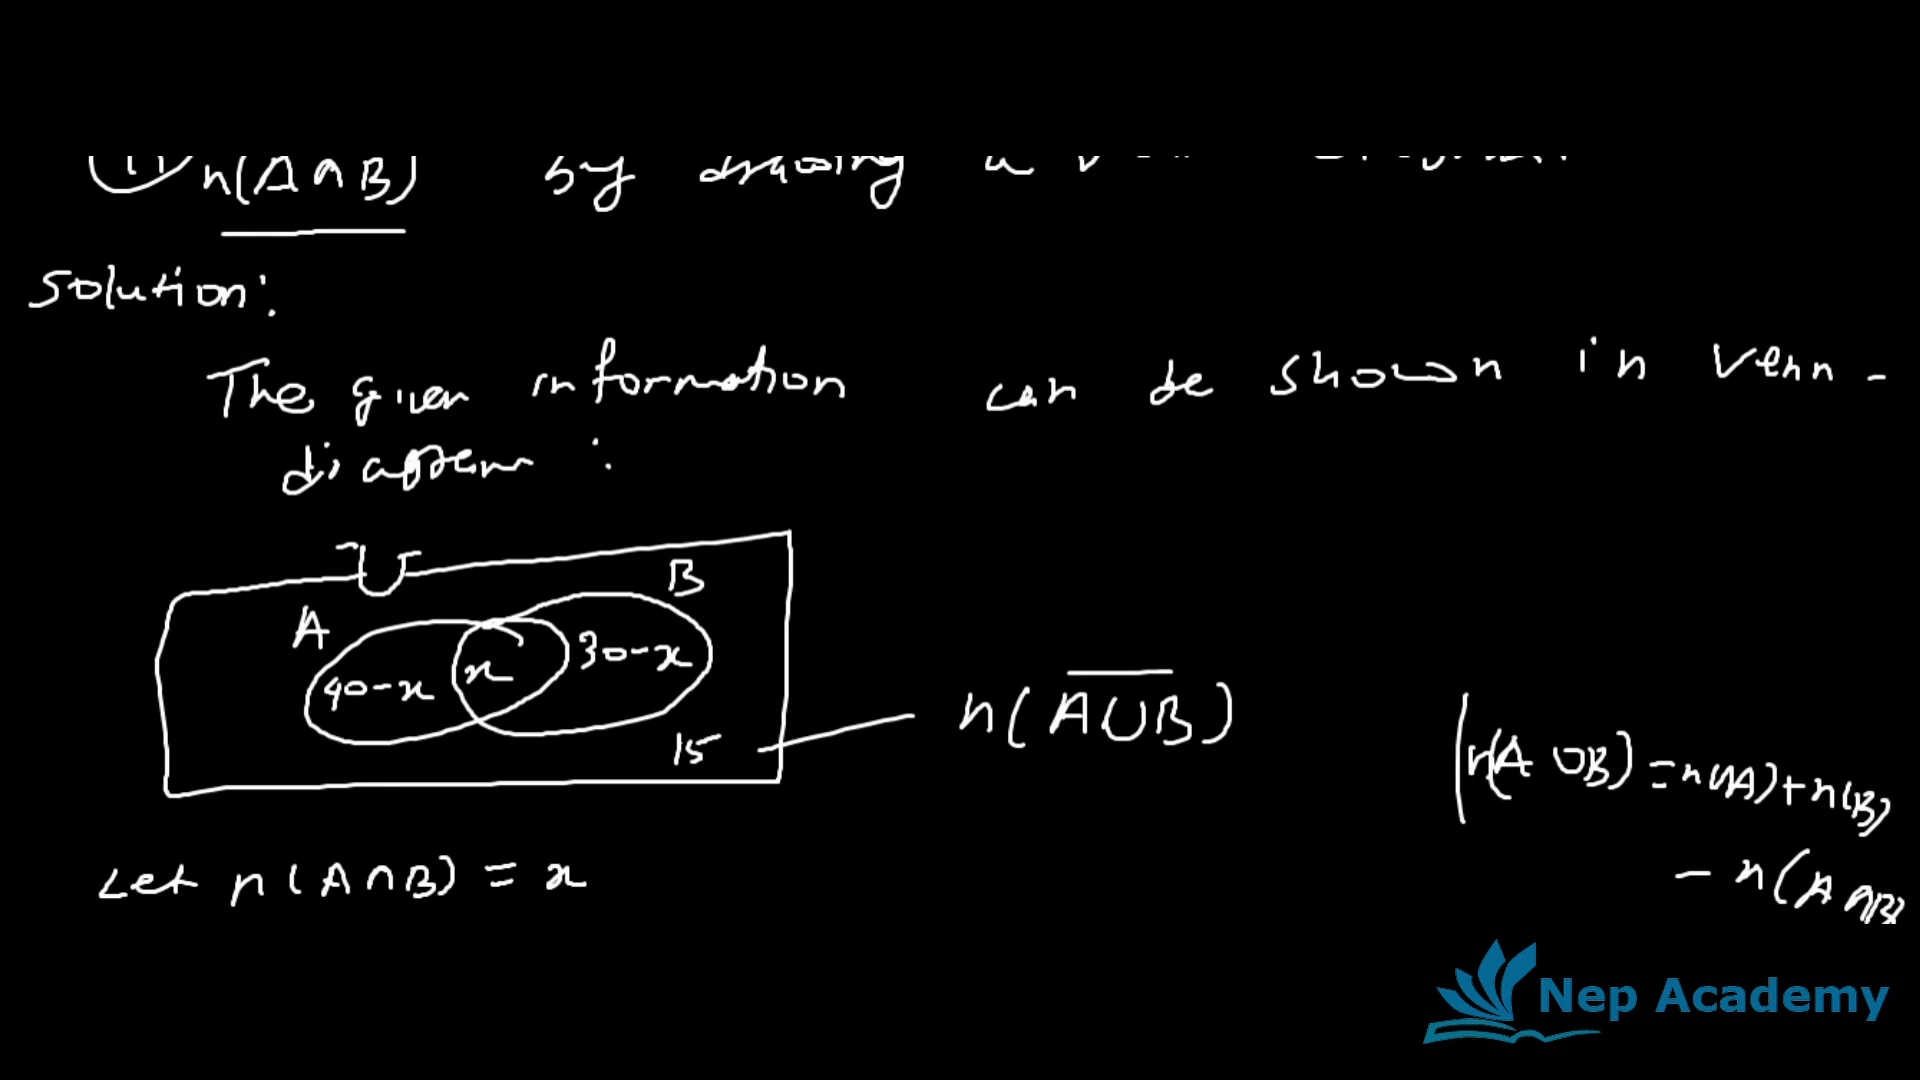 n(A∩B) by drawing a
Solution:
The given information can be shown in Venn -
diagram :
U
A B
40-x x 30-x
15
n(A̅∪̅B̅)
n(A∪B) = n(A)+n(B)
- n(A∩B)
Let n(A∩B) = x
Nep Academy